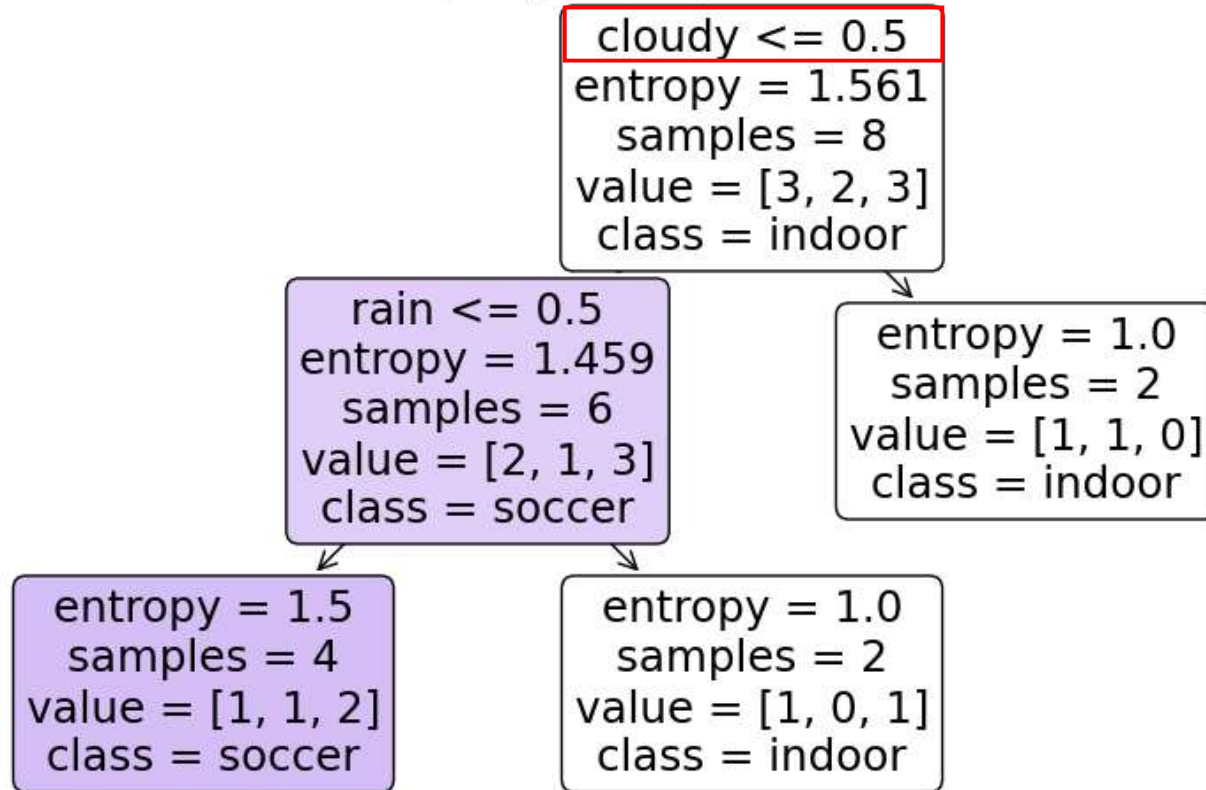 cloudy <= 0.5
entropy = 1.561
samples = 8
value = [3, 2, 3]
class = indoor
rain <= 0.5
entropy = 1.459
samples = 6
value = [2, 1, 3]
class = soccer
entropy = 1.0
samples = 2
value = [1, 1, 0]
class = indoor
entropy = 1.5
samples = 4
value = [1, 1, 2]
class = soccer
entropy = 1.0
samples = 2
value = [1, 0, 1]
class = indoor